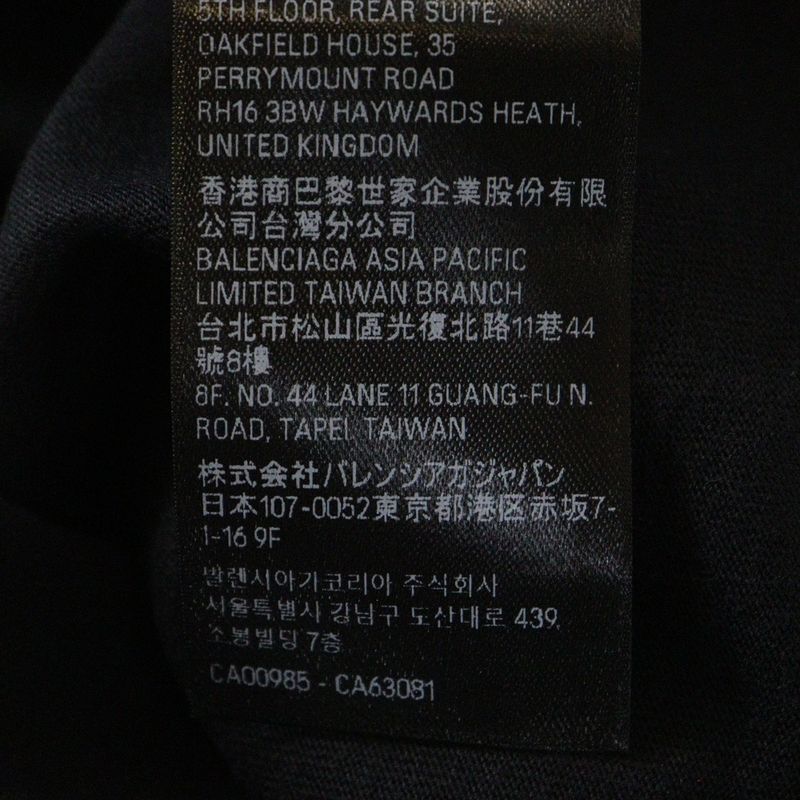 5TH FLOOR, REAR SUITE,
OAKFIELD HOUSE, 35
PERRYMOUNT ROAD
RH16 3BW HAYWARDS HEATH,
UNITED KINGDOM
香港商巴黎世家企業股份有限
公司台灣分公司
BALENCIAGA ASIA PACIFIC
LIMITED TAIWAN BRANCH
台北市松山區光復北路11巷44
號8樓
8F. NO. 44 LANE 11 GUANG-FU N.
ROAD, TAPEI, TAIWAN
株式会社バレンシアガジャパン
日本107-0052東京都港区赤坂7-
1-16 9F
발렌시아가코리아 주식회사
서울특별시 강남구 도산대로 439,
소봉빌딩 7층
CA00985 - CA63081